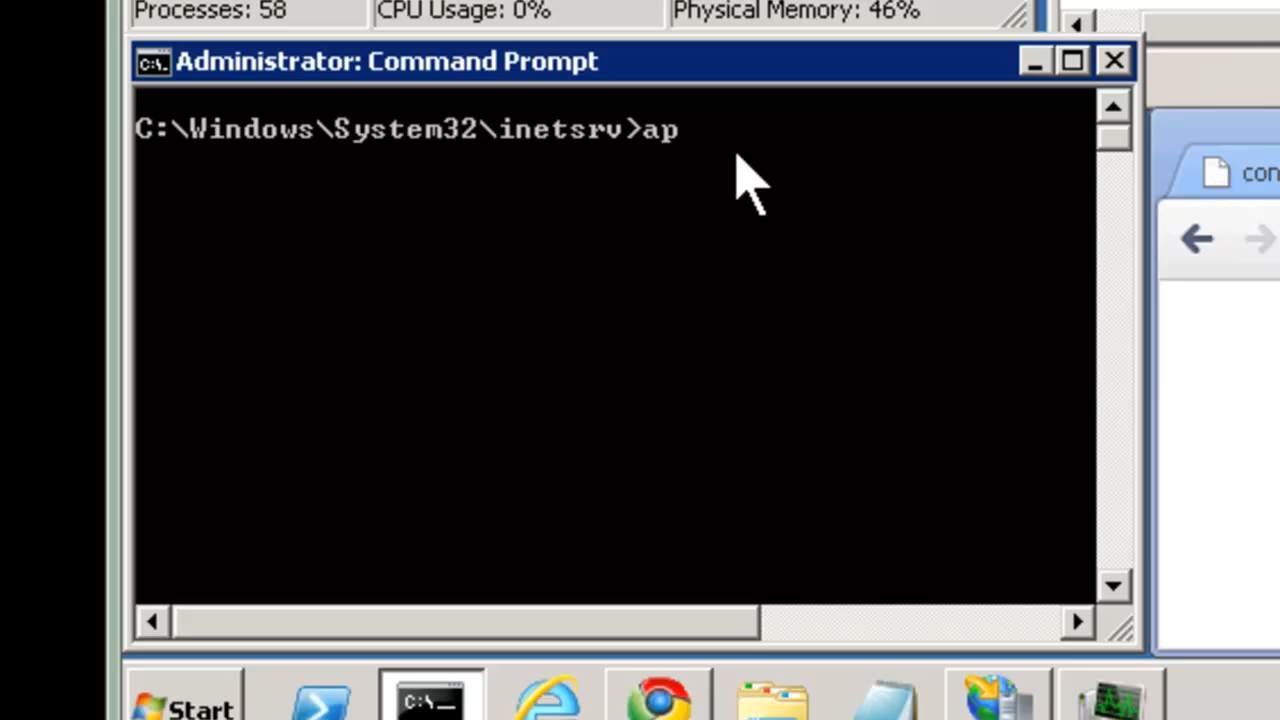 Processes: 58 CPU Usage: 0% Physical Memory: 46%
Administrator: Command Prompt
C:\Windows\System32\inetsrv>ap
con
Start